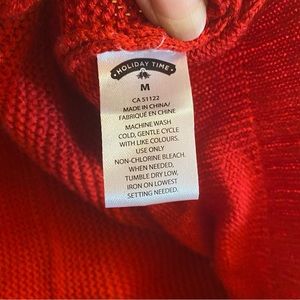 • HOLIDAY TIME •
M
CA 51122
MADE IN CHINA/
FABRIQUÉ EN CHINE
MACHINE WASH
COLD, GENTLE CYCLE
WITH LIKE COLOURS.
USE ONLY
NON-CHLORINE BLEACH.
WHEN NEEDED,
TUMBLE DRY LOW,
IRON ON LOWEST
SETTING NEEDED.